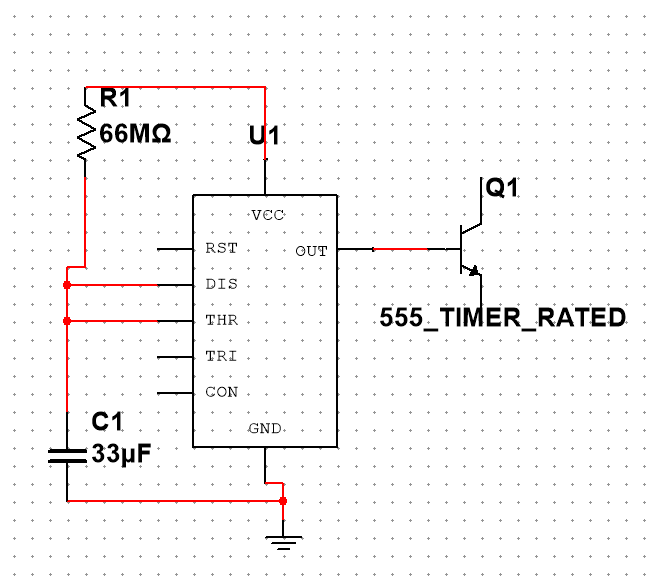 R1
66MΩ
U1
VCC
Q1
RST
OUT
DIS
555_TIMER_RATED
THR
TRI
CON
C1
GND
33µF